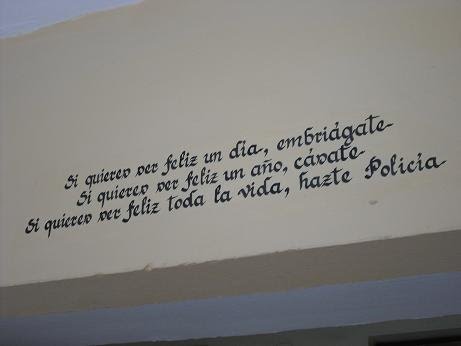 Si quieres ser feliz un día, embriágate
Si quieres ser feliz un año, cásate
Si quieres ser feliz toda la vida, hazte Policía